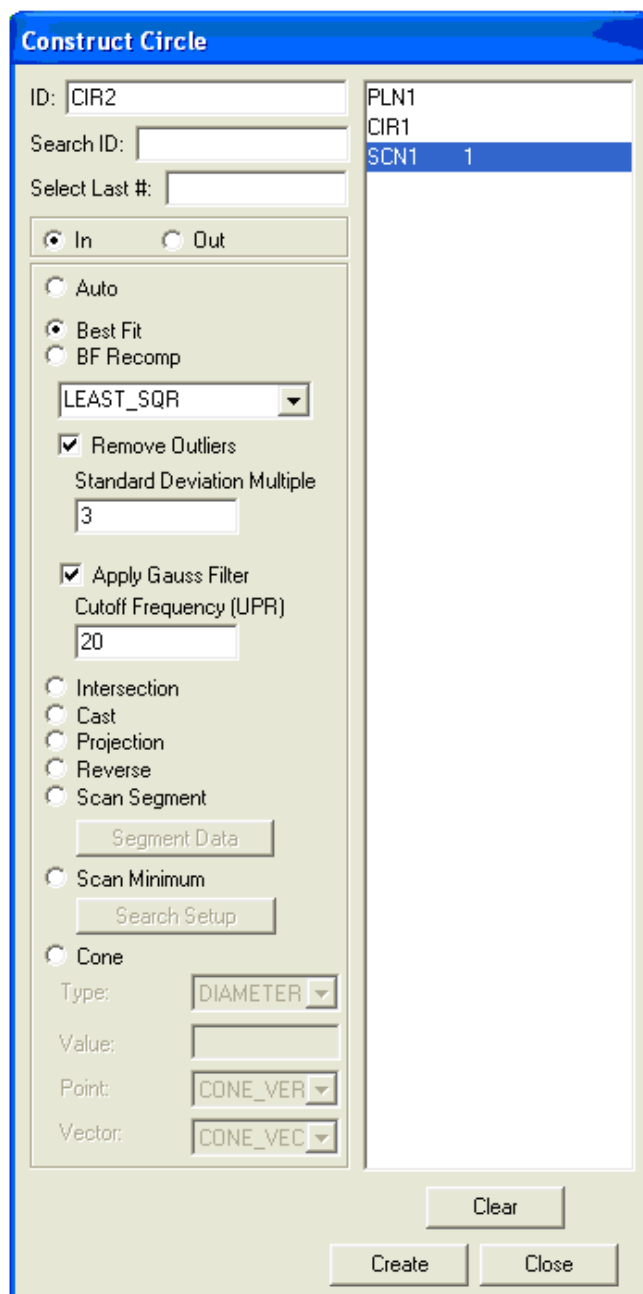 Construct Circle
ID: CIR2
Search ID:
Select Last #:
In Out
Auto
Best Fit
BF Recomp
LEAST_SQR
Remove Outliers
Standard Deviation Multiple
3
Apply Gauss Filter
Cutoff Frequency (UPR)
20
Intersection
Cast
Projection
Reverse
Scan Segment
Segment Data
Scan Minimum
Search Setup
Cone
Type: DIAMETER
Value:
Point: CONE_VER
Vector: CONE_VEC
PLN1
CIR1
SCN1 1
Clear
Create Close